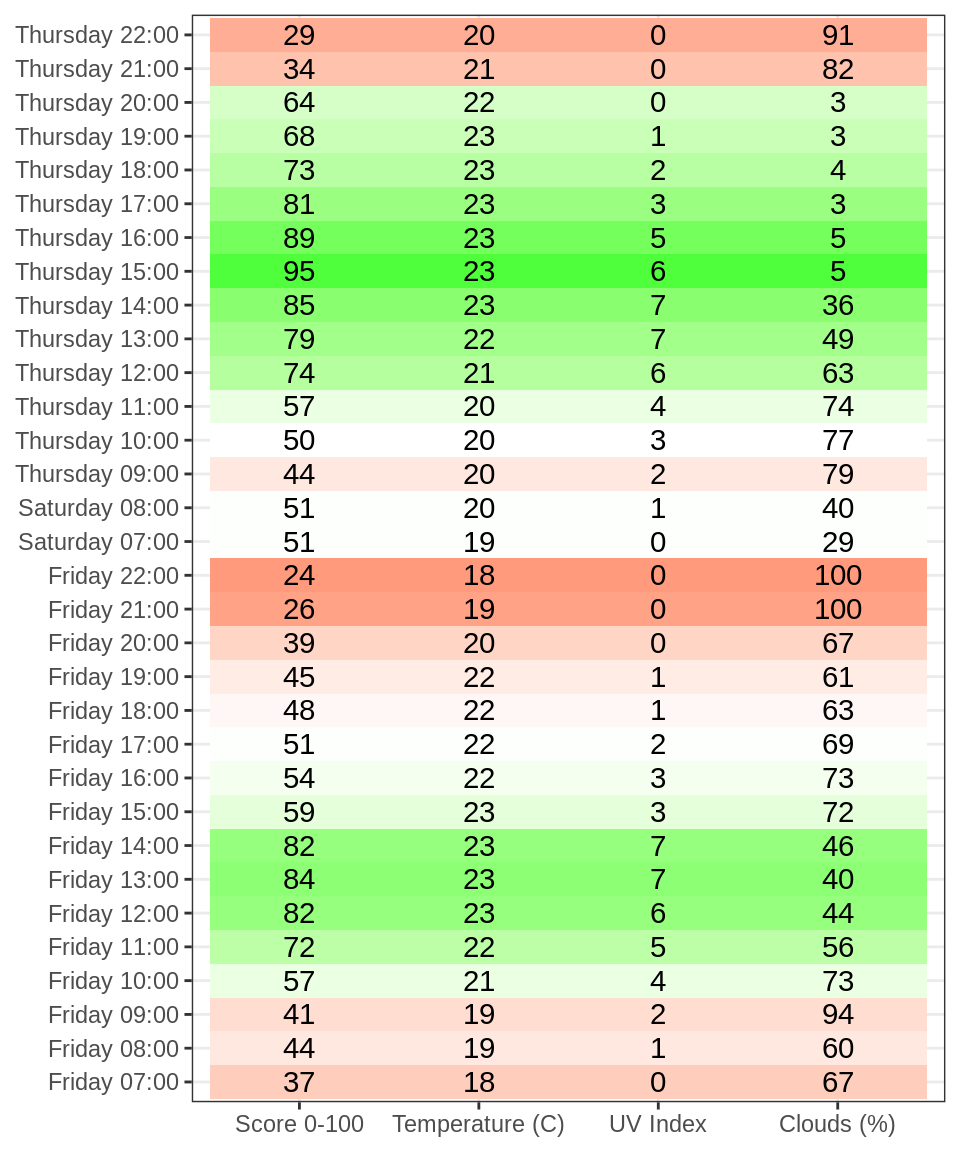 Thursday 22:00 29 20 0 91
Thursday 21:00 34 21 0 82
Thursday 20:00 64 22 0 3
Thursday 19:00 68 23 1 3
Thursday 18:00 73 23 2 4
Thursday 17:00 81 23 3 3
Thursday 16:00 89 23 5 5
Thursday 15:00 95 23 6 5
Thursday 14:00 85 23 7 36
Thursday 13:00 79 22 7 49
Thursday 12:00 74 21 6 63
Thursday 11:00 57 20 4 74
Thursday 10:00 50 20 3 77
Thursday 09:00 44 20 2 79
Saturday 08:00 51 20 1 40
Saturday 07:00 51 19 0 29
Friday 22:00 24 18 0 100
Friday 21:00 26 19 0 100
Friday 20:00 39 20 0 67
Friday 19:00 45 22 1 61
Friday 18:00 48 22 1 63
Friday 17:00 51 22 2 69
Friday 16:00 54 22 3 73
Friday 15:00 59 23 3 72
Friday 14:00 82 23 7 46
Friday 13:00 84 23 7 40
Friday 12:00 82 23 6 44
Friday 11:00 72 22 5 56
Friday 10:00 57 21 4 73
Friday 09:00 41 19 2 94
Friday 08:00 44 19 1 60
Friday 07:00 37 18 0 67
Score 0-100 Temperature (C) UV Index Clouds (%)